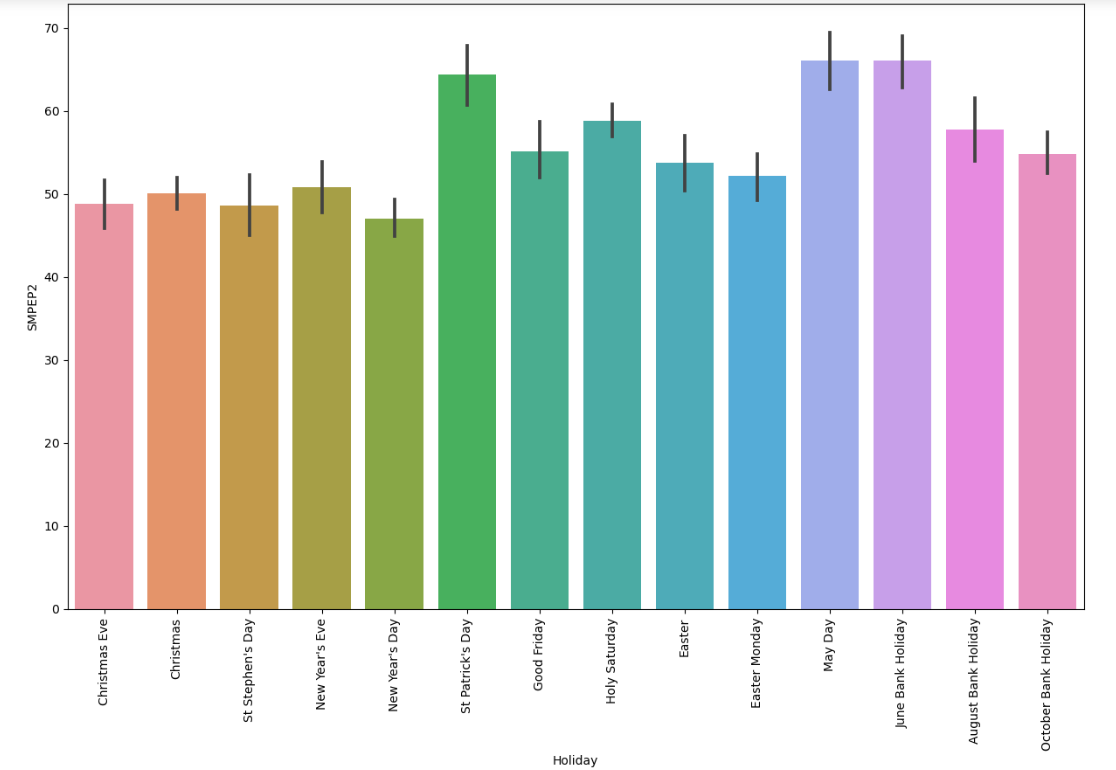 70
60
50
40
30
20
10
0
SMPEP2
Christmas Eve
Christmas
St Stephen's Day
New Year's Eve
New Year's Day
St Patrick's Day
Good Friday
Holy Saturday
Easter
Easter Monday
May Day
June Bank Holiday
August Bank Holiday
October Bank Holiday
Holiday